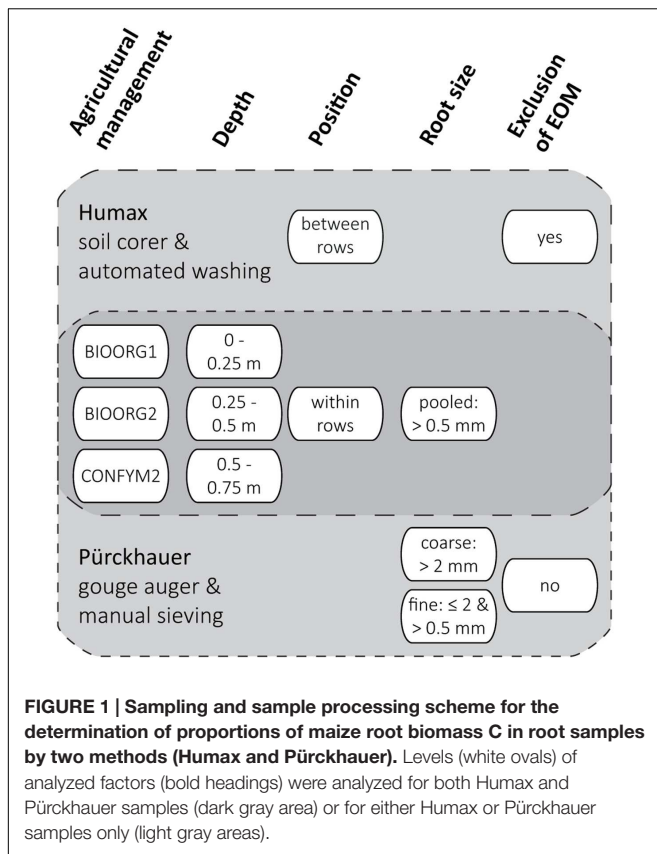 Agricultural
management
Depth
Position
Root size
Exclusion
of EOM
Humax
soil corer &
automated washing
between
rows
yes
BIOORG1
0 -
0.25 m
BIOORG2
0.25 -
0.5 m
within
rows
pooled:
> 0.5 mm
CONFYM2
0.5 -
0.75 m
Pürckhauer
gouge auger &
manual sieving
coarse:
> 2 mm
fine: ≤ 2 &
> 0.5 mm
no
FIGURE 1 | Sampling and sample processing scheme for the
determination of proportions of maize root biomass C in root samples
by two methods (Humax and Pürckhauer). Levels (white ovals) of
analyzed factors (bold headings) were analyzed for both Humax and
Pürckhauer samples (dark gray area) or for either Humax or Pürckhauer
samples only (light gray areas).